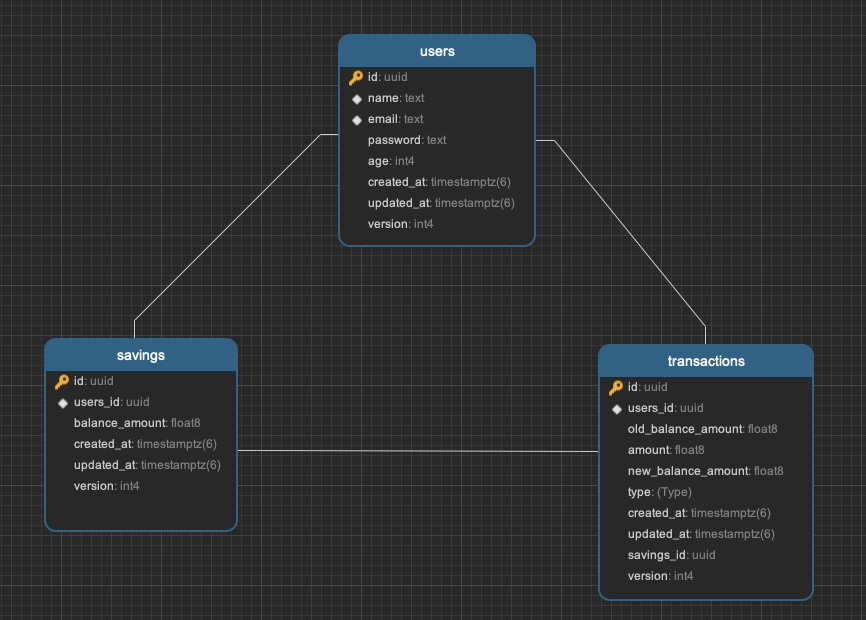 users
id: uuid
name: text
email: text
password: text
age: int4
created_at: timestamptz(6)
updated_at: timestamptz(6)
version: int4
savings
id: uuid
users_id: uuid
balance_amount: float8
created_at: timestamptz(6)
updated_at: timestamptz(6)
version: int4
transactions
id: uuid
users_id: uuid
old_balance_amount: float8
amount: float8
new_balance_amount: float8
type: (Type)
created_at: timestamptz(6)
updated_at: timestamptz(6)
savings_id: uuid
version: int4